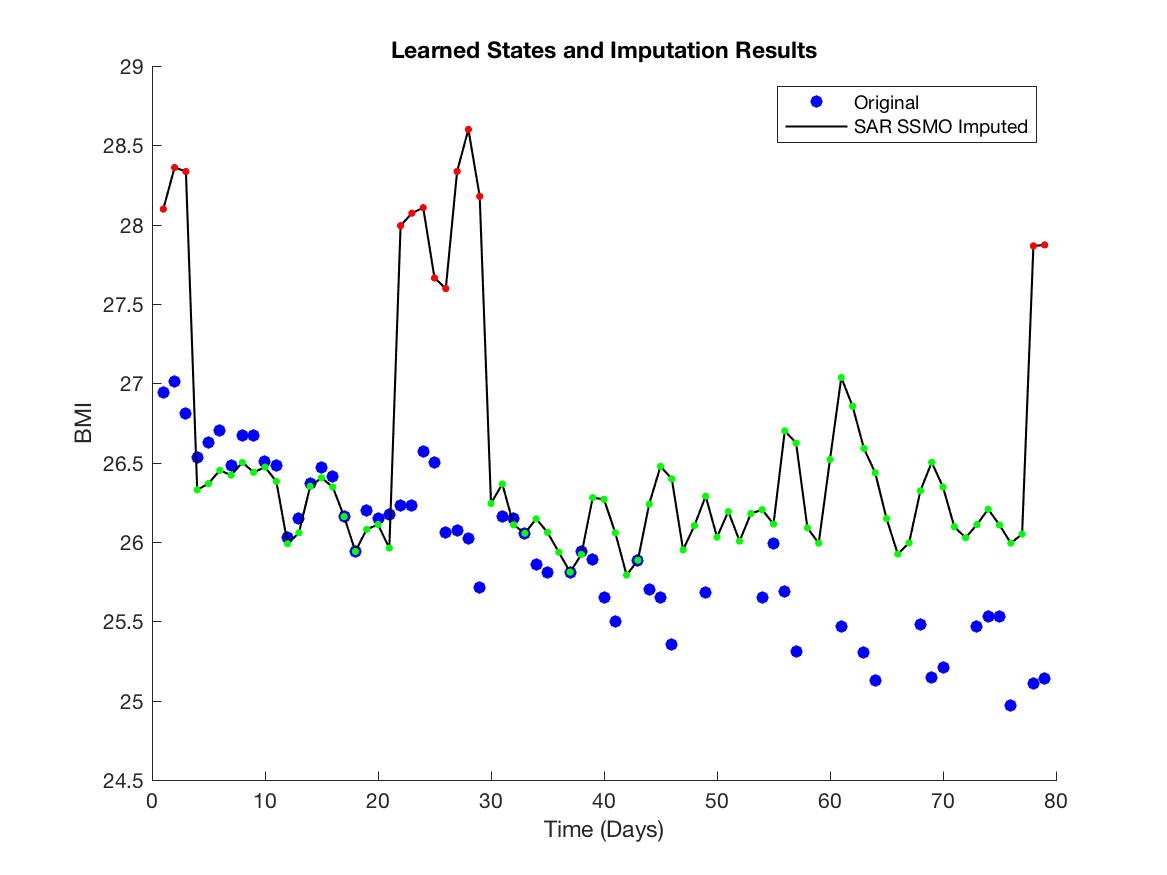 Learned States and Imputation Results
Original
SAR SSMO Imputed
BMI
29
28.5
28
27.5
27
26.5
26
25.5
25
24.5
0 10 20 30 40 50 60 70 80
Time (Days)